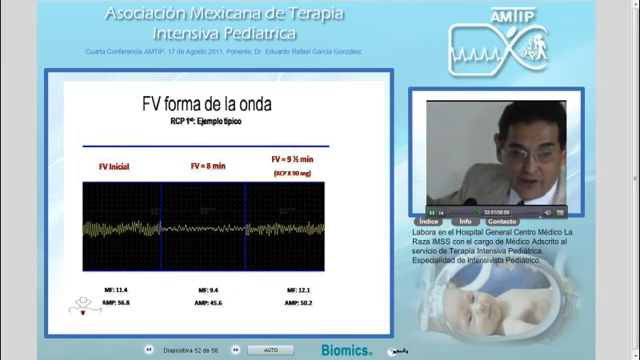 Asociación Mexicana de Terapia
Intensiva Pediatrica
Cuarta Conferencia AMTIP, 17 de Agosto 2011, Ponente: Dr. Eduardo Rafael García González.
AMTIP
FV forma de la onda
RCP 1º: Ejemplo típico
FV Inicial
FV = 8 min
FV = 9 ½ min
(RCP X 90 seg)
MF: 11.4
AMP: 56.8
MF: 9.4
AMP: 45.6
MF: 12.1
AMP: 50.2
Indice
Info
Contacto
Labora en el Hospital General Centro Médico La
Raza IMSS con el cargo de Médico Adscrito al
servicio de Terapia Intensiva Pediátrica.
Especialidad de Intensivista Pediatrico.
Diapositiva 52 de 56.
AUTO
Biomics